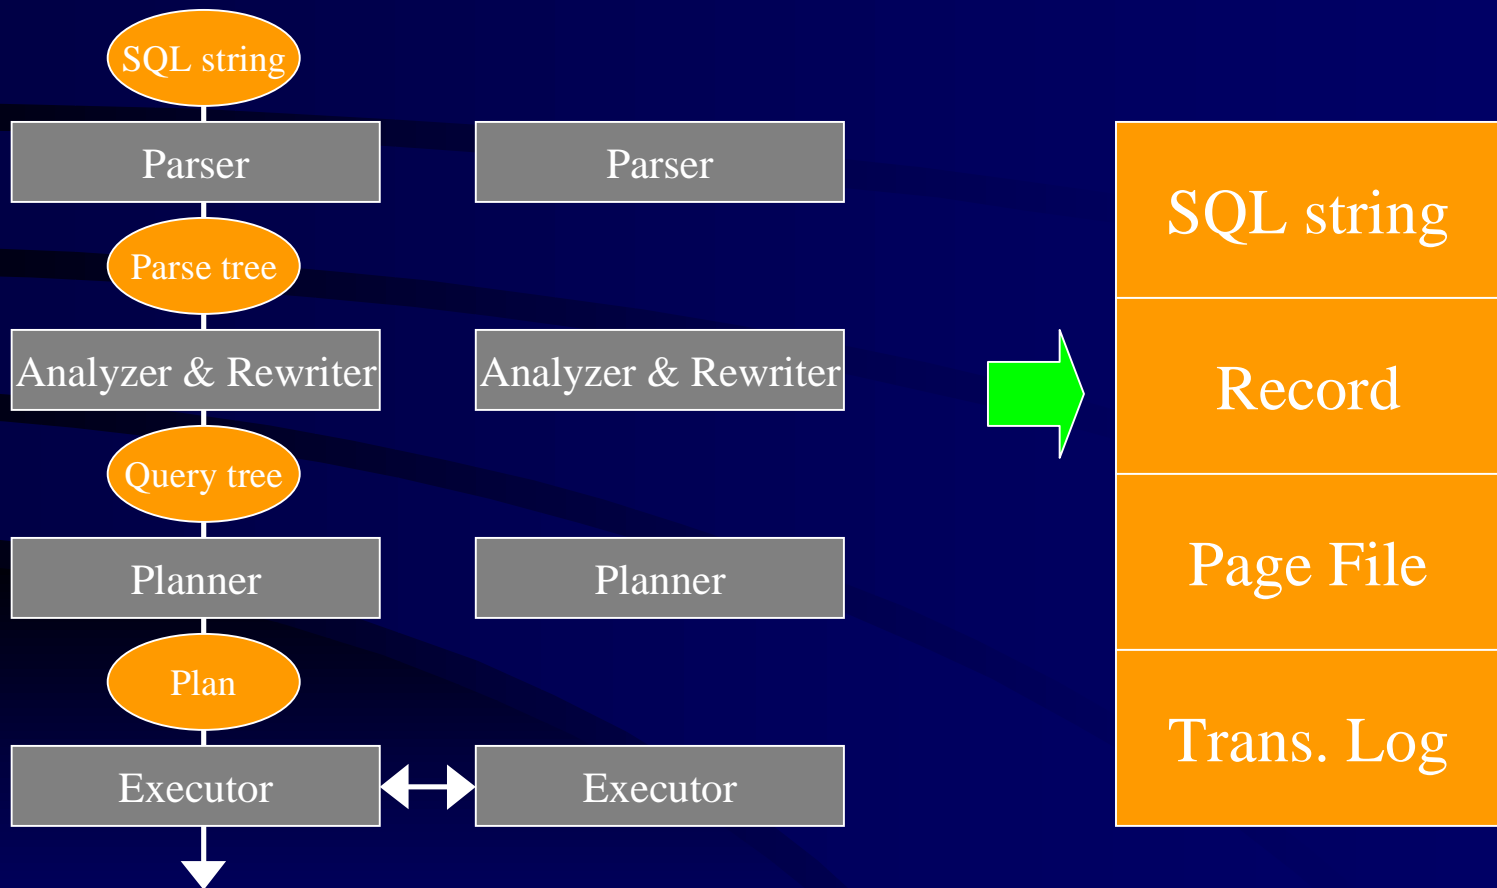 SQL string
Parser
Parse tree
Analyzer & Rewriter
Query tree
Planner
Plan
Executor
Parser
Analyzer & Rewriter
Planner
Executor
SQL string
Record
Page File
Trans. Log